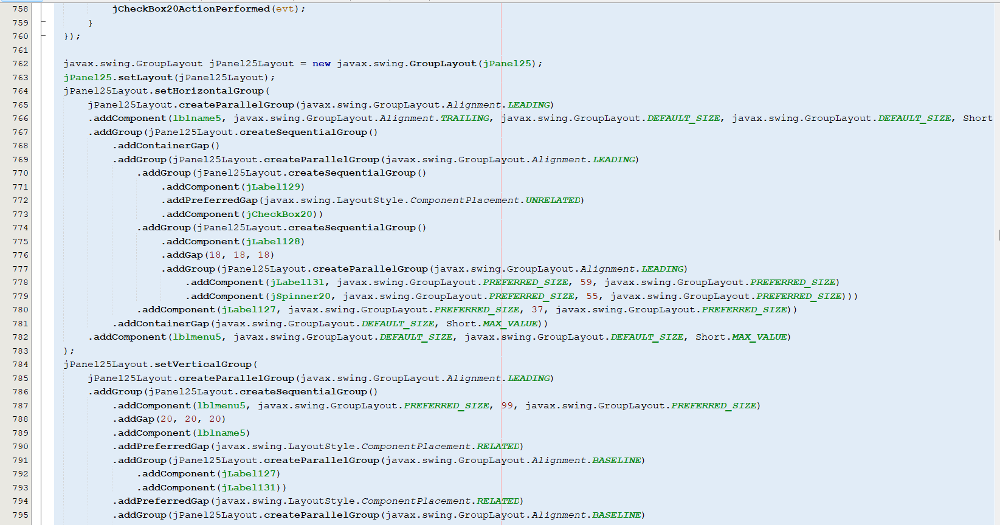 758 jCheckBox20ActionPerformed(evt);
759 }
760 });
761
762 javax.swing.GroupLayout jPanel25Layout = new javax.swing.GroupLayout(jPanel25);
763 jPanel25.setLayout(jPanel25Layout);
764 jPanel25Layout.setHorizontalGroup(
765 jPanel25Layout.createParallelGroup(javax.swing.GroupLayout.Alignment.LEADING)
766 .addComponent(lblname5, javax.swing.GroupLayout.Alignment.TRAILING, javax.swing.GroupLayout.DEFAULT_SIZE, javax.swing.GroupLayout.DEFAULT_SIZE, Short
767 .addGroup(jPanel25Layout.createSequentialGroup()
768 .addContainerGap()
769 .addGroup(jPanel25Layout.createParallelGroup(javax.swing.GroupLayout.Alignment.LEADING)
770 .addGroup(jPanel25Layout.createSequentialGroup()
771 .addComponent(jLabel129)
772 .addPreferredGap(javax.swing.LayoutStyle.ComponentPlacement.UNRELATED)
773 .addComponent(jCheckBox20))
774 .addGroup(jPanel25Layout.createSequentialGroup()
775 .addComponent(jLabel128)
776 .addGap(18, 18, 18)
777 .addGroup(jPanel25Layout.createParallelGroup(javax.swing.GroupLayout.Alignment.LEADING)
778 .addComponent(jLabel131, javax.swing.GroupLayout.PREFERRED_SIZE, 59, javax.swing.GroupLayout.PREFERRED_SIZE)
779 .addComponent(jSpinner20, javax.swing.GroupLayout.PREFERRED_SIZE, 55, javax.swing.GroupLayout.PREFERRED_SIZE)))
780 .addComponent(jLabel127, javax.swing.GroupLayout.PREFERRED_SIZE, 37, javax.swing.GroupLayout.PREFERRED_SIZE))
781 .addContainerGap(javax.swing.GroupLayout.DEFAULT_SIZE, Short.MAX_VALUE))
782 .addComponent(lblmenu5, javax.swing.GroupLayout.DEFAULT_SIZE, javax.swing.GroupLayout.DEFAULT_SIZE, Short.MAX_VALUE)
783 );
784 jPanel25Layout.setVerticalGroup(
785 jPanel25Layout.createParallelGroup(javax.swing.GroupLayout.Alignment.LEADING)
786 .addGroup(jPanel25Layout.createSequentialGroup()
787 .addComponent(lblmenu5, javax.swing.GroupLayout.PREFERRED_SIZE, 99, javax.swing.GroupLayout.PREFERRED_SIZE)
788 .addGap(20, 20, 20)
789 .addComponent(lblname5)
790 .addPreferredGap(javax.swing.LayoutStyle.ComponentPlacement.RELATED)
791 .addGroup(jPanel25Layout.createParallelGroup(javax.swing.GroupLayout.Alignment.BASELINE)
792 .addComponent(jLabel127)
793 .addComponent(jLabel131))
794 .addPreferredGap(javax.swing.LayoutStyle.ComponentPlacement.RELATED)
795 .addGroup(jPanel25Layout.createParallelGroup(javax.swing.GroupLayout.Alignment.BASELINE)